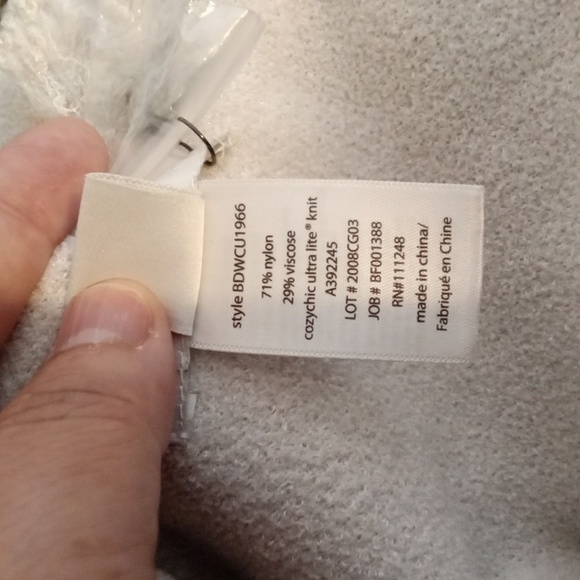 style BDWCU1966
71% nylon
29% viscose
cozychic ultra lite® knit
A392245
LOT # 2008CG03
JOB # BF001388
RN#111248
made in china/
Fabriqué en Chine